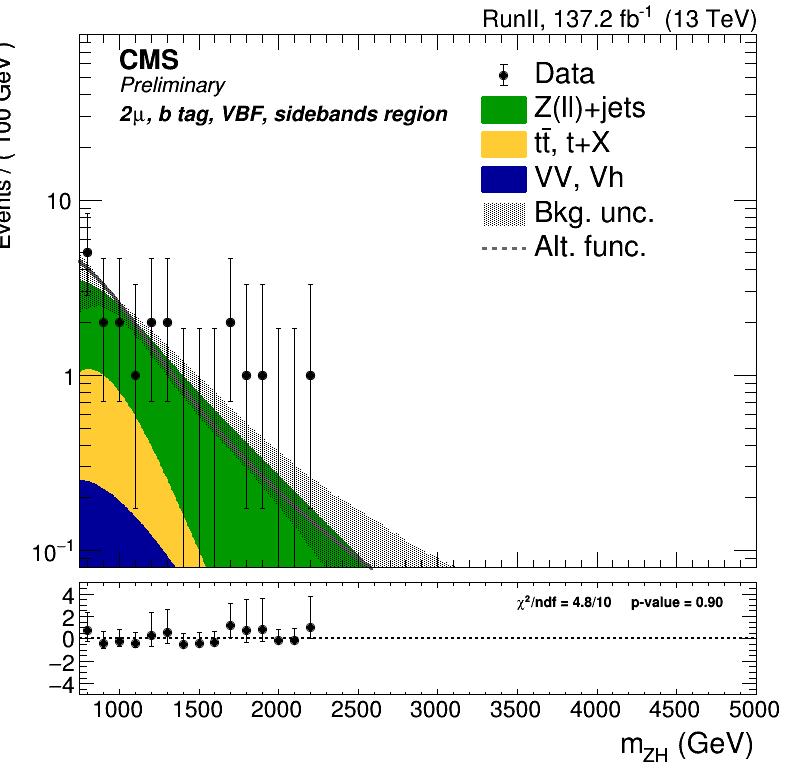 RunII, 137.2 fb⁻¹ (13 TeV)
CMS
Preliminary
2μ, b tag, VBF, sidebands region
Data
Z(ll)+jets
tt̄, t+X
VV, Vh
Bkg. unc.
Alt. func.
Events / ( 100 GeV )
10
1
10⁻¹
χ²/ndf = 4.8/10 p-value = 0.90
4
2
0
−2
−4
1000 1500 2000 2500 3000 3500 4000 4500 5000
m_ZH (GeV)